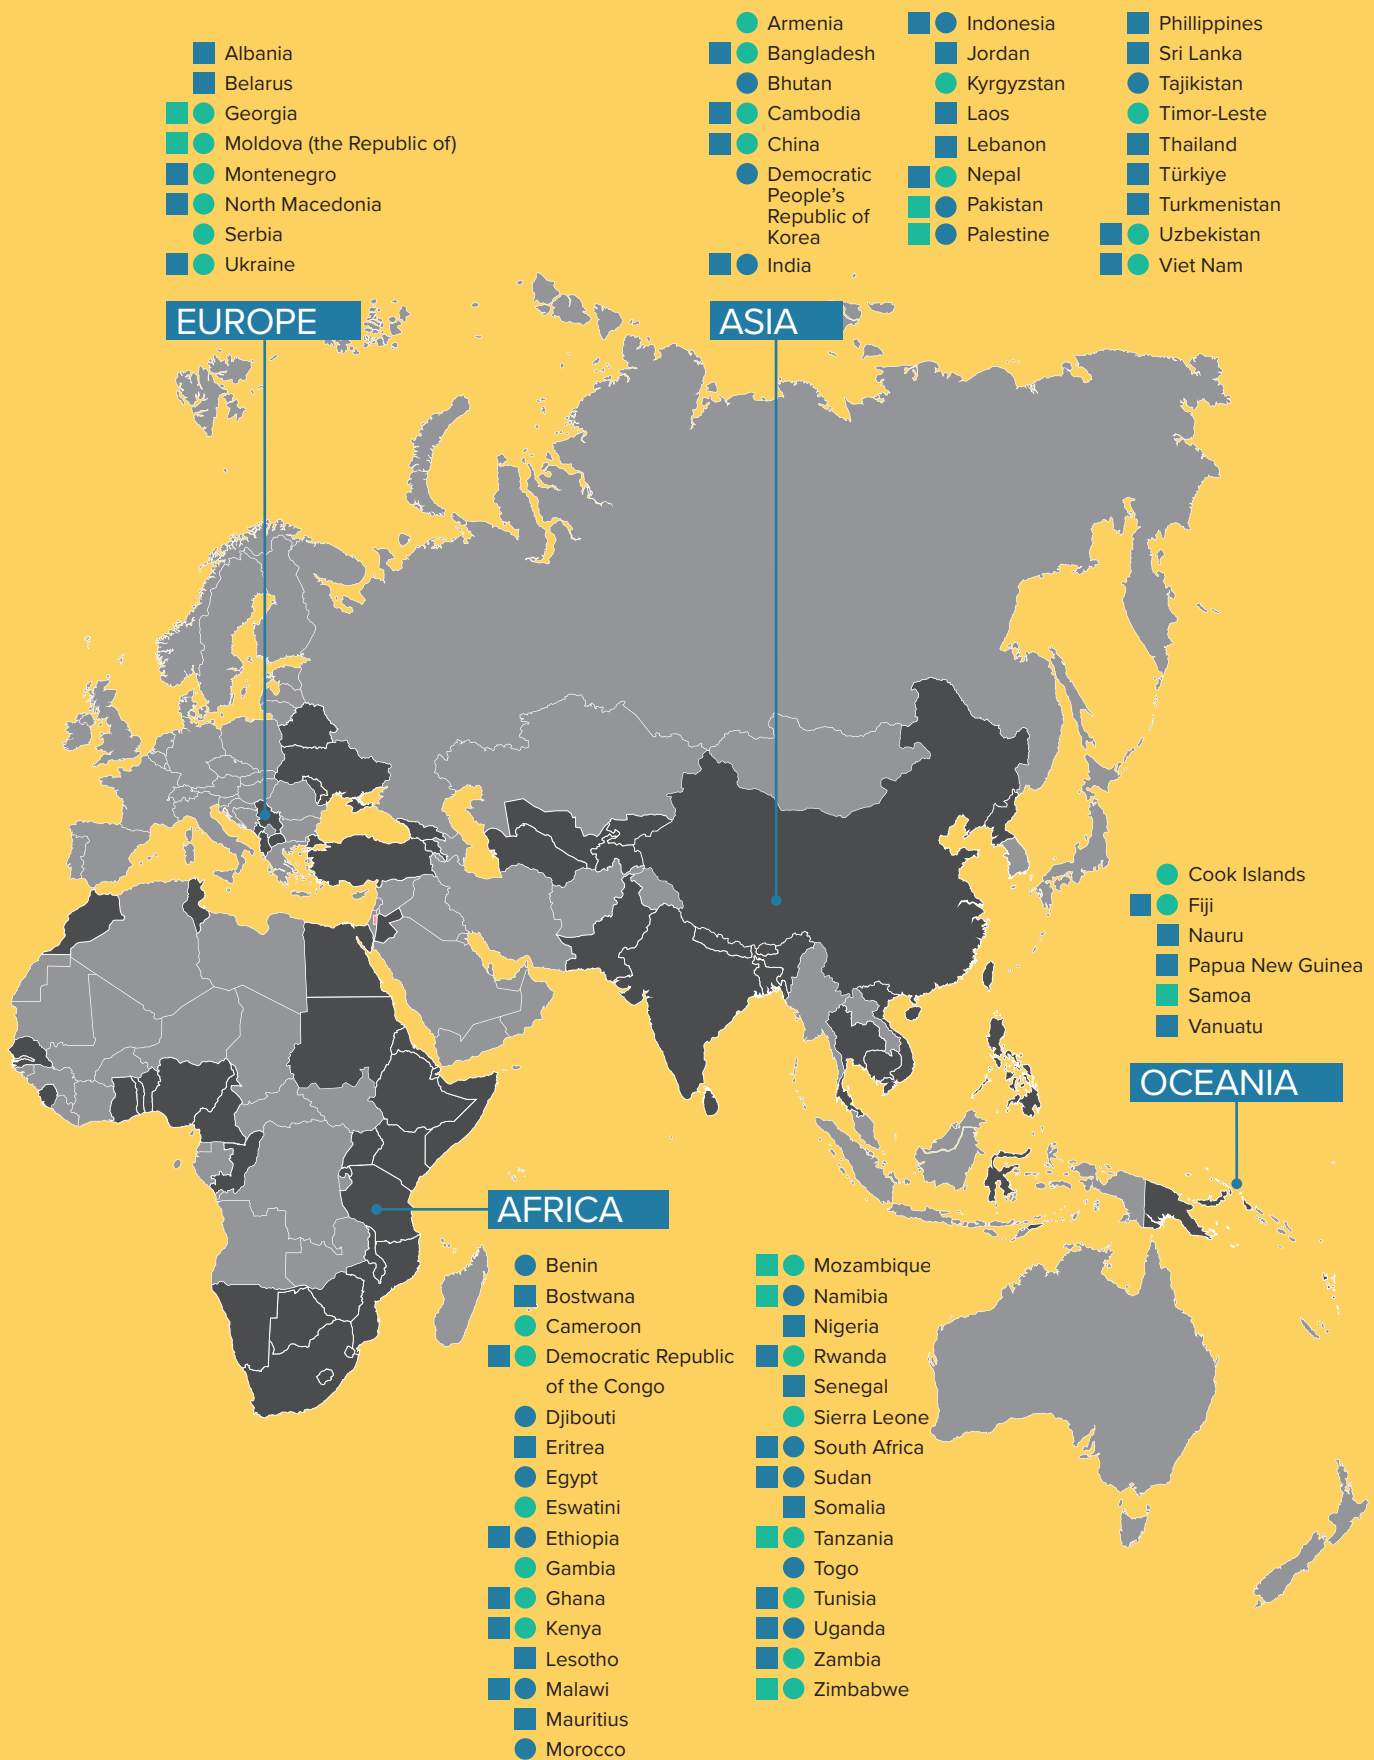 Albania
Belarus
Georgia
Moldova (the Republic of)
Montenegro
North Macedonia
Serbia
Ukraine
EUROPE
Armenia
Bangladesh
Bhutan
Cambodia
China
Democratic
People's
Republic of
Korea
India
Indonesia
Jordan
Kyrgyzstan
Laos
Lebanon
Nepal
Pakistan
Palestine
Phillippines
Sri Lanka
Tajikistan
Timor-Leste
Thailand
Türkiye
Turkmenistan
Uzbekistan
Viet Nam
ASIA
Cook Islands
Fiji
Nauru
Papua New Guinea
Samoa
Vanuatu
OCEANIA
AFRICA
Benin
Bostwana
Cameroon
Democratic Republic
of the Congo
Djibouti
Eritrea
Egypt
Eswatini
Ethiopia
Gambia
Ghana
Kenya
Lesotho
Malawi
Mauritius
Morocco
Mozambique
Namibia
Nigeria
Rwanda
Senegal
Sierra Leone
South Africa
Sudan
Somalia
Tanzania
Togo
Tunisia
Uganda
Zambia
Zimbabwe